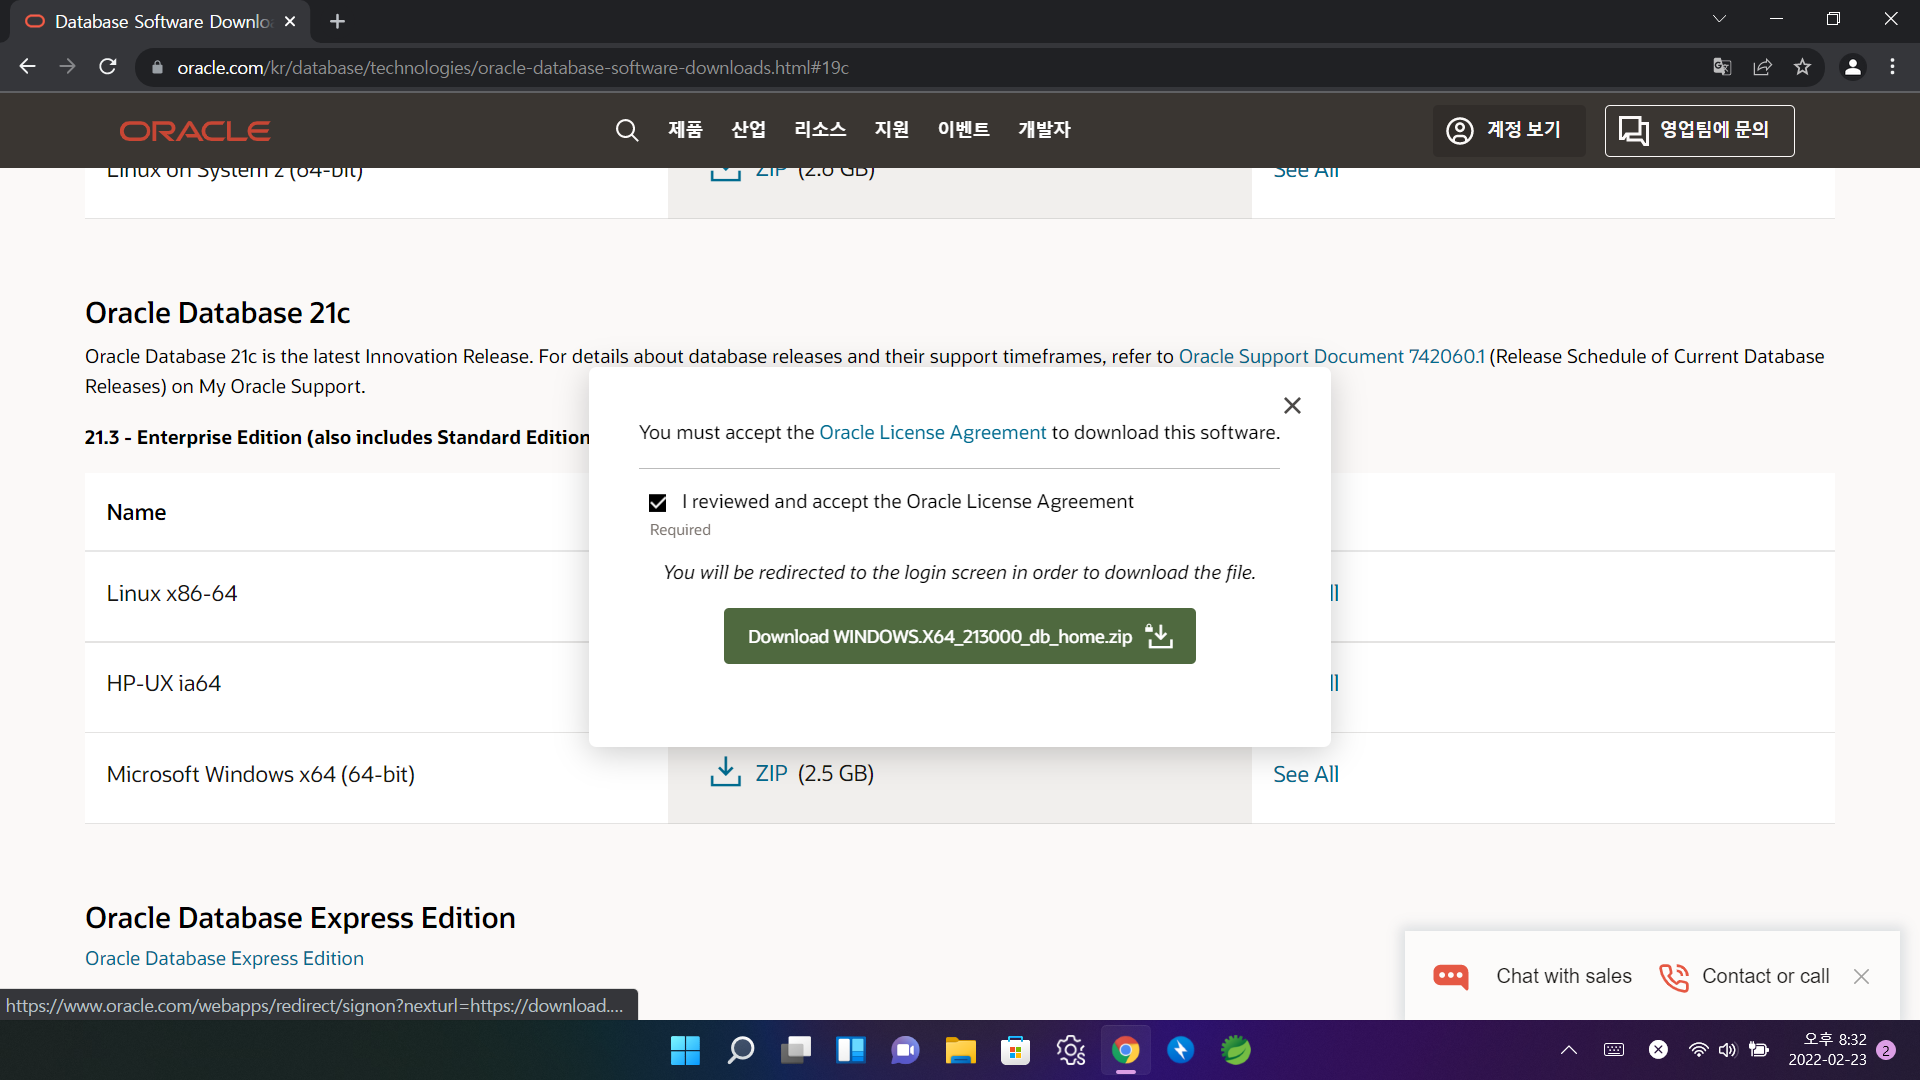 Database Software Downlo
oracle.com/kr/database/technologies/oracle-database-software-downloads.html#19c
ORACLE
제품 산업 리소스 지원 이벤트 개발자
계정 보기
영업팀에 문의
Linux on System z (64-bit)
ZIP (2.6 GB)
See All
Oracle Database 21c
Oracle Database 21c is the latest Innovation Release. For details about database releases and their support timeframes, refer to Oracle Support Document 742060.1 (Release Schedule of Current Database
Releases) on My Oracle Support.
21.3 - Enterprise Edition (also includes Standard Edition
You must accept the Oracle License Agreement to download this software.
I reviewed and accept the Oracle License Agreement
Required
You will be redirected to the login screen in order to download the file.
Download WINDOWS.X64_213000_db_home.zip
Name
Linux x86-64
ll
HP-UX ia64
ll
Microsoft Windows x64 (64-bit)
ZIP (2.5 GB)
See All
Oracle Database Express Edition
Oracle Database Express Edition
Chat with sales
Contact or call
https://www.oracle.com/webapps/redirect/signon?nexturl=https://download....
오후 8:32
2022-02-23
2